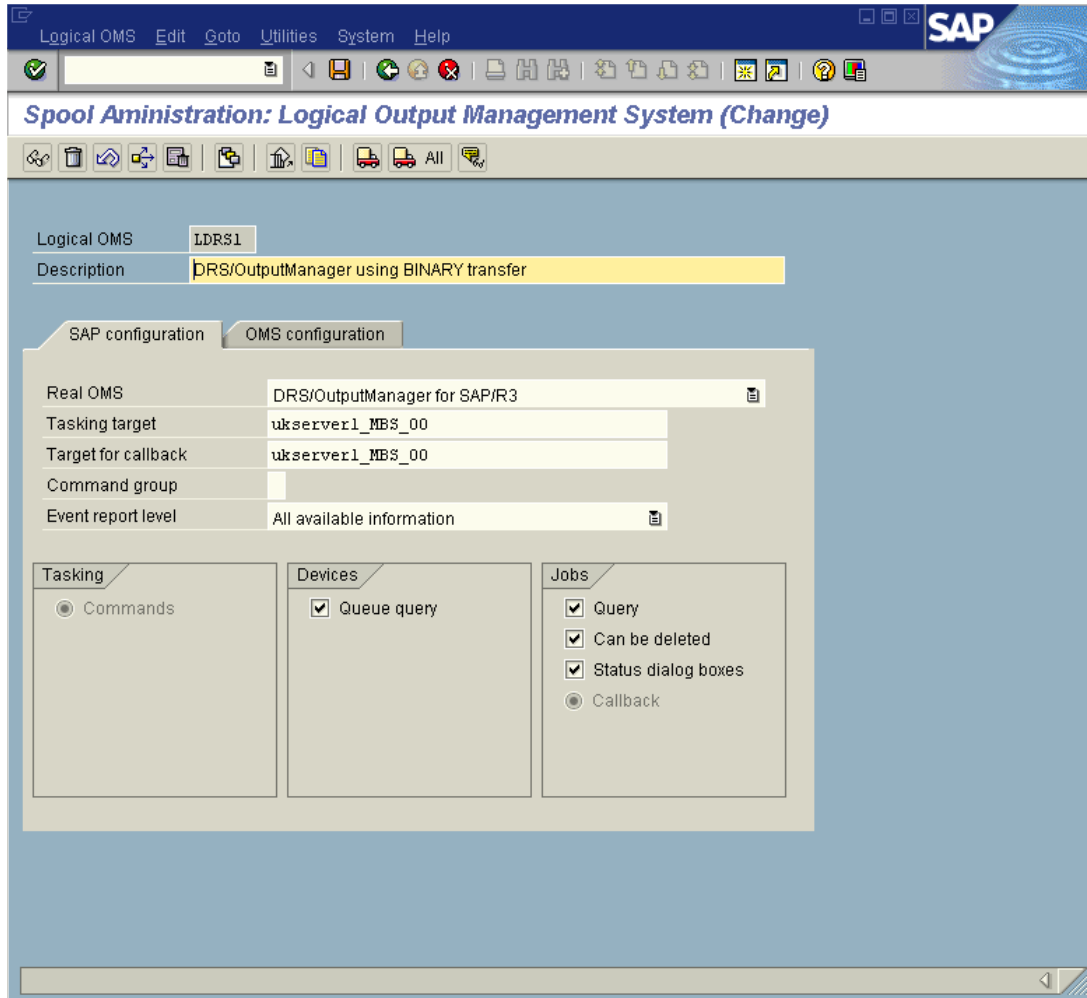 Logical OMS Edit Goto Utilities System Help
SAP
Spool Aministration: Logical Output Management System (Change)
All
Logical OMS LDRS1
Description DRS/OutputManager using BINARY transfer
SAP configuration OMS configuration
Real OMS DRS/OutputManager for SAP/R3
Tasking target ukserver1_MBS_00
Target for callback ukserver1_MBS_00
Command group
Event report level All available information
Tasking Devices Jobs
Commands Queue query Query
Can be deleted
Status dialog boxes
Callback